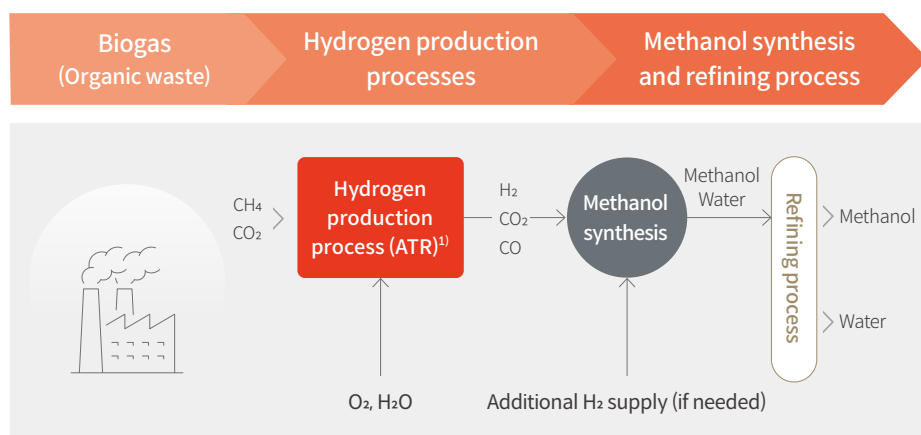 Biogas
(Organic waste)
Hydrogen production
processes
Methanol synthesis
and refining process
CH₄
CO₂
Hydrogen
production
process (ATR)¹⁾
H₂
CO₂
CO
Methanol
synthesis
Methanol
Water
Refining process
Methanol
Water
O₂, H₂O
Additional H₂ supply (if needed)